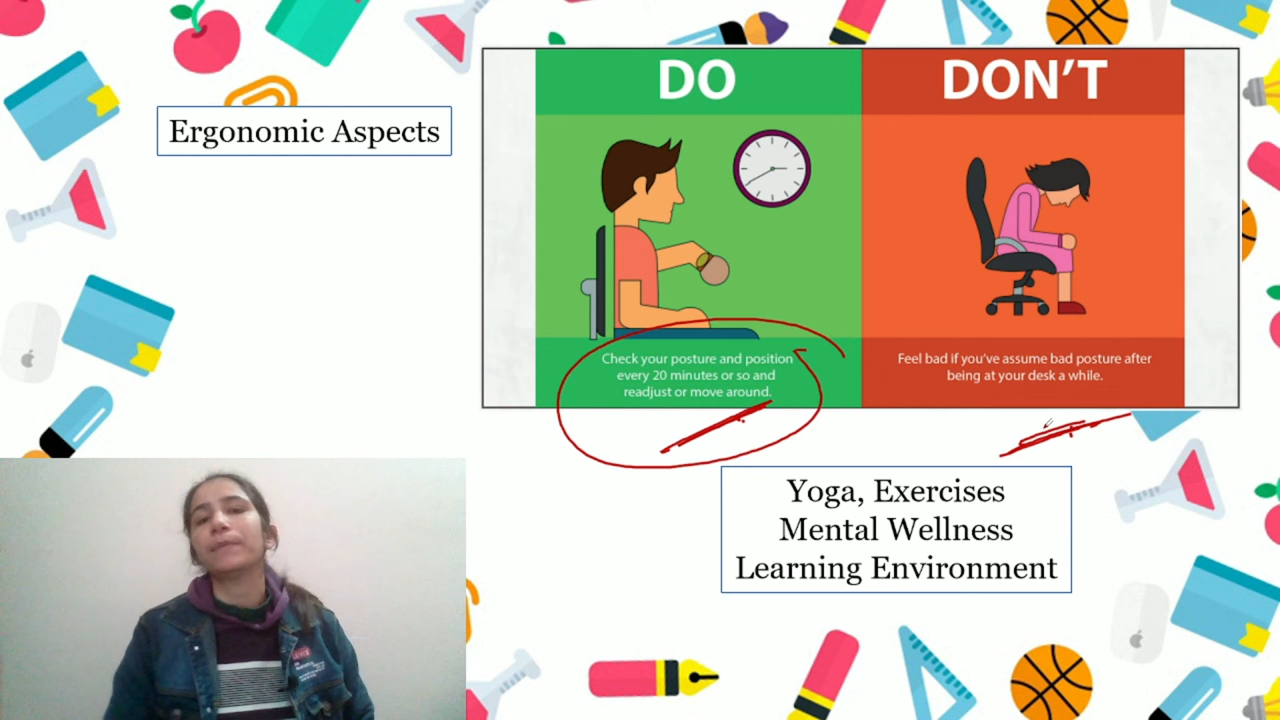 Ergonomic Aspects
DO
DON'T
Check your posture and position
every 20 minutes or so and
readjust or move around.
Feel bad if you've assume bad posture after
being at your desk a while.
Yoga, Exercises
Mental Wellness
Learning Environment